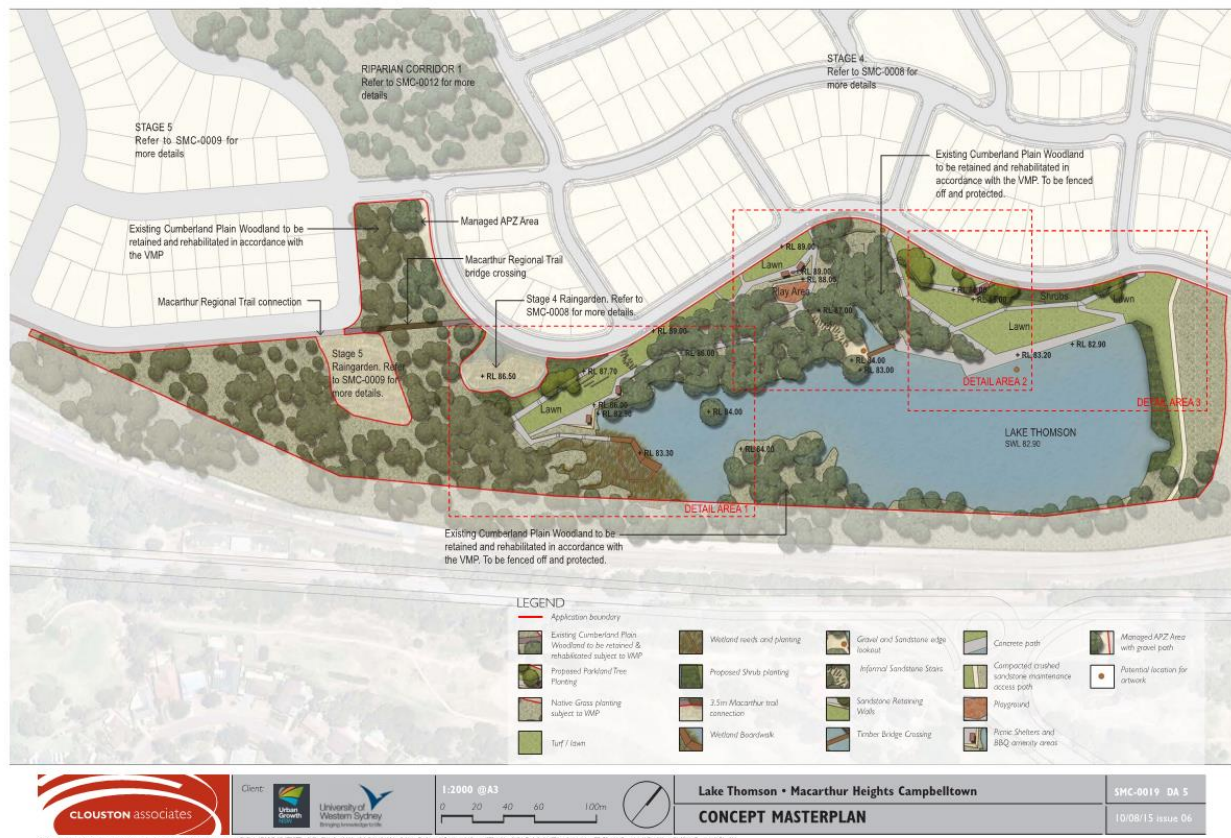 RIPARIAN CORRIDOR 1
Refer to SMC-0012 for more
details
STAGE 4
Refer to SMC-0008 for
more details
STAGE 5
Refer to SMC-0009 for
more details
Existing Cumberland Plain Woodland
to be retained and rehabilitated in
accordance with the VMP. To be fenced
off and protected.
Managed APZ Area
Existing Cumberland Plain Woodland to be
retained and rehabilitated in accordance with
the VMP
Macarthur Regional Trail
bridge crossing
Macarthur Regional Trail connection
Stage 4 Raingarden. Refer to
SMC-0008 for more details.
Stage 5
Raingarden. Refer
to SMC-0009 for
more details.
RL 89.00
Lawn
RL 89.00
RL 88.00
Play Area
RL 87.00
Shrubs
Lawn
Lawn
RL 82.90
RL 83.20
RL 84.00
RL 83.00
DETAIL AREA 2
DETAIL AREA 3
RL 89.00
RL 86.00
RL 87.70
RL 86.50
Lawn
RL 86.00
RL 84.00
RL 83.30
RL 84.00
LAKE THOMSON
SWL 82.90
DETAIL AREA 1
Existing Cumberland Plain Woodland to be
retained and rehabilitated in accordance with
the VMP. To be fenced off and protected.
LEGEND
Application boundary
Existing Cumberland Plain
Woodland to be retained &
rehabilitated subject to VMP
Proposed Parkland Tree
Planting
Native Grass planting
subject to VMP
Turf / lawn
Wetland reeds and planting
Proposed Shrub planting
3.5m Macarthur trail
connection
Wetland Boardwalk
Gravel and Sandstone edge
lookout
Informal Sandstone Stairs
Sandstone Retaining
Walls
Timber Bridge Crossing
Concrete path
Compacted crushed
sandstone maintenance
access path
Playground
Picnic Shelters and
BBQ amenity areas
Managed APZ Area
with gravel path
Potential location for
artwork
CLOUSTON associates
Client:
Urban
Growth
NSW
University of
Western Sydney
Bringing knowledge to life
1:2000 @A3
0 20 40 60 100m
Lake Thomson • Macarthur Heights Campbelltown
CONCEPT MASTERPLAN
SMC-0019 DA 5
10/08/15 issue 06